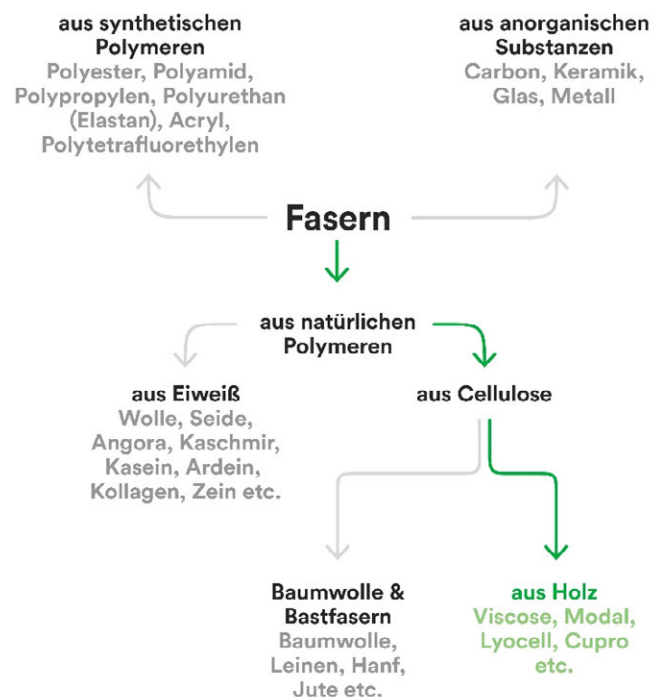 aus synthetischen
Polymeren
Polyester, Polyamid,
Polypropylen, Polyurethan
(Elastan), Acryl,
Polytetrafluorethylen
aus anorganischen
Substanzen
Carbon, Keramik,
Glas, Metall
Fasern
aus natürlichen
Polymeren
aus Eiweiß
Wolle, Seide,
Angora, Kaschmir,
Kasein, Ardein,
Kollagen, Zein etc.
aus Cellulose
Baumwolle &
Bastfasern
Baumwolle,
Leinen, Hanf,
Jute etc.
aus Holz
Viscose, Modal,
Lyocell, Cupro
etc.